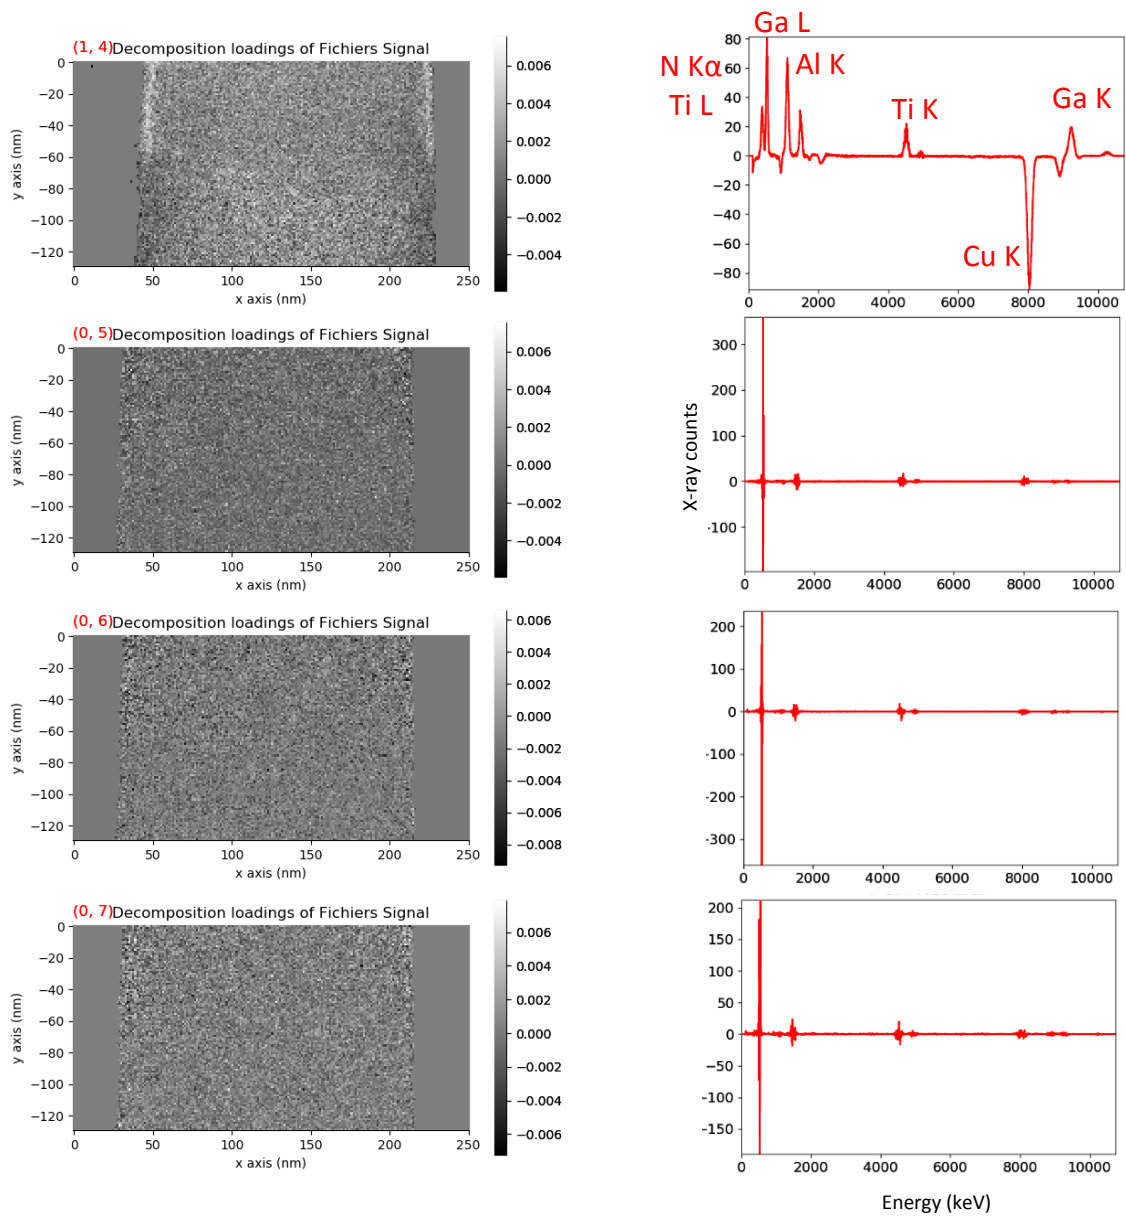 (1, 4) Decomposition loadings of Fichiers Signal
0
−20
−40
−60
−80
−100
−120
y axis (nm)
0 50 100 150 200 250
x axis (nm)
0.006
0.004
0.002
0.000
−0.002
−0.004
Ga L
N Kα
Ti L
Al K
Ti K
Ga K
Cu K
80
60
40
20
0
−20
−40
−60
−80
0 2000 4000 6000 8000 10000
(0, 5) Decomposition loadings of Fichiers Signal
0
−20
−40
−60
−80
−100
−120
y axis (nm)
0 50 100 150 200 250
x axis (nm)
0.006
0.004
0.002
0.000
−0.002
−0.004
X-ray counts
300
200
100
0
-100
0 2000 4000 6000 8000 10000
(0, 6) Decomposition loadings of Fichiers Signal
0
−20
−40
−60
−80
−100
−120
y axis (nm)
0 50 100 150 200 250
x axis (nm)
0.006
0.004
0.002
0.000
−0.002
−0.004
−0.006
−0.008
200
100
0
-100
-200
-300
0 2000 4000 6000 8000 10000
(0, 7) Decomposition loadings of Fichiers Signal
0
−20
−40
−60
−80
−100
−120
y axis (nm)
0 50 100 150 200 250
x axis (nm)
0.006
0.004
0.002
0.000
−0.002
−0.004
−0.006
200
150
100
50
0
−50
−100
−150
0 2000 4000 6000 8000 10000
Energy (keV)